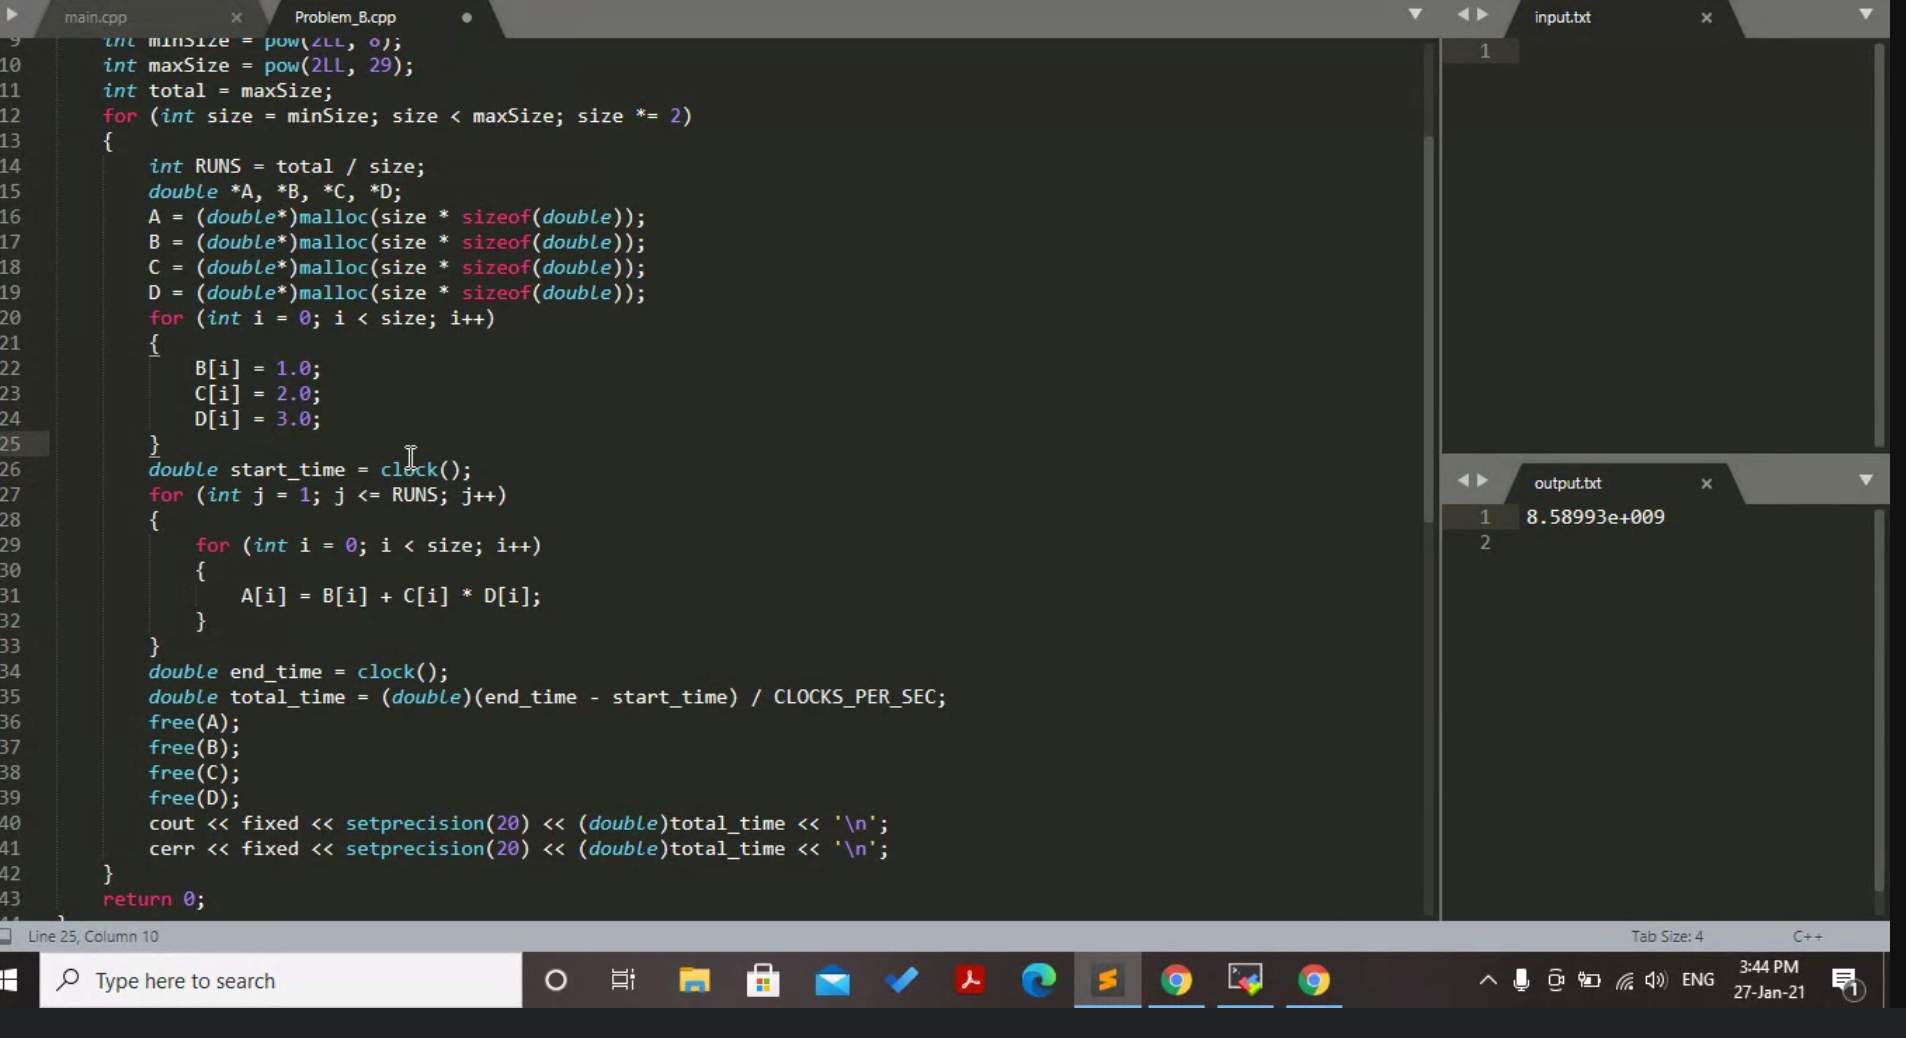 main.cpp
Problem_B.cpp
9 int minSize = pow(2LL, 8);
10 int maxSize = pow(2LL, 29);
11 int total = maxSize;
12 for (int size = minSize; size < maxSize; size *= 2)
13 {
14 int RUNS = total / size;
15 double *A, *B, *C, *D;
16 A = (double*)malloc(size * sizeof(double));
17 B = (double*)malloc(size * sizeof(double));
18 C = (double*)malloc(size * sizeof(double));
19 D = (double*)malloc(size * sizeof(double));
20 for (int i = 0; i < size; i++)
21 {
22 B[i] = 1.0;
23 C[i] = 2.0;
24 D[i] = 3.0;
25 }
26 double start_time = clock();
27 for (int j = 1; j <= RUNS; j++)
28 {
29 for (int i = 0; i < size; i++)
30 {
31 A[i] = B[i] + C[i] * D[i];
32 }
33 }
34 double end_time = clock();
35 double total_time = (double)(end_time - start_time) / CLOCKS_PER_SEC;
36 free(A);
37 free(B);
38 free(C);
39 free(D);
40 cout << fixed << setprecision(20) << (double)total_time << '\n';
41 cerr << fixed << setprecision(20) << (double)total_time << '\n';
42 }
43 return 0;
input.txt
1
output.txt
1 8.58993e+009
2
Line 25, Column 10
Tab Size: 4
C++
Type here to search
ENG
3:44 PM
27-Jan-21
1